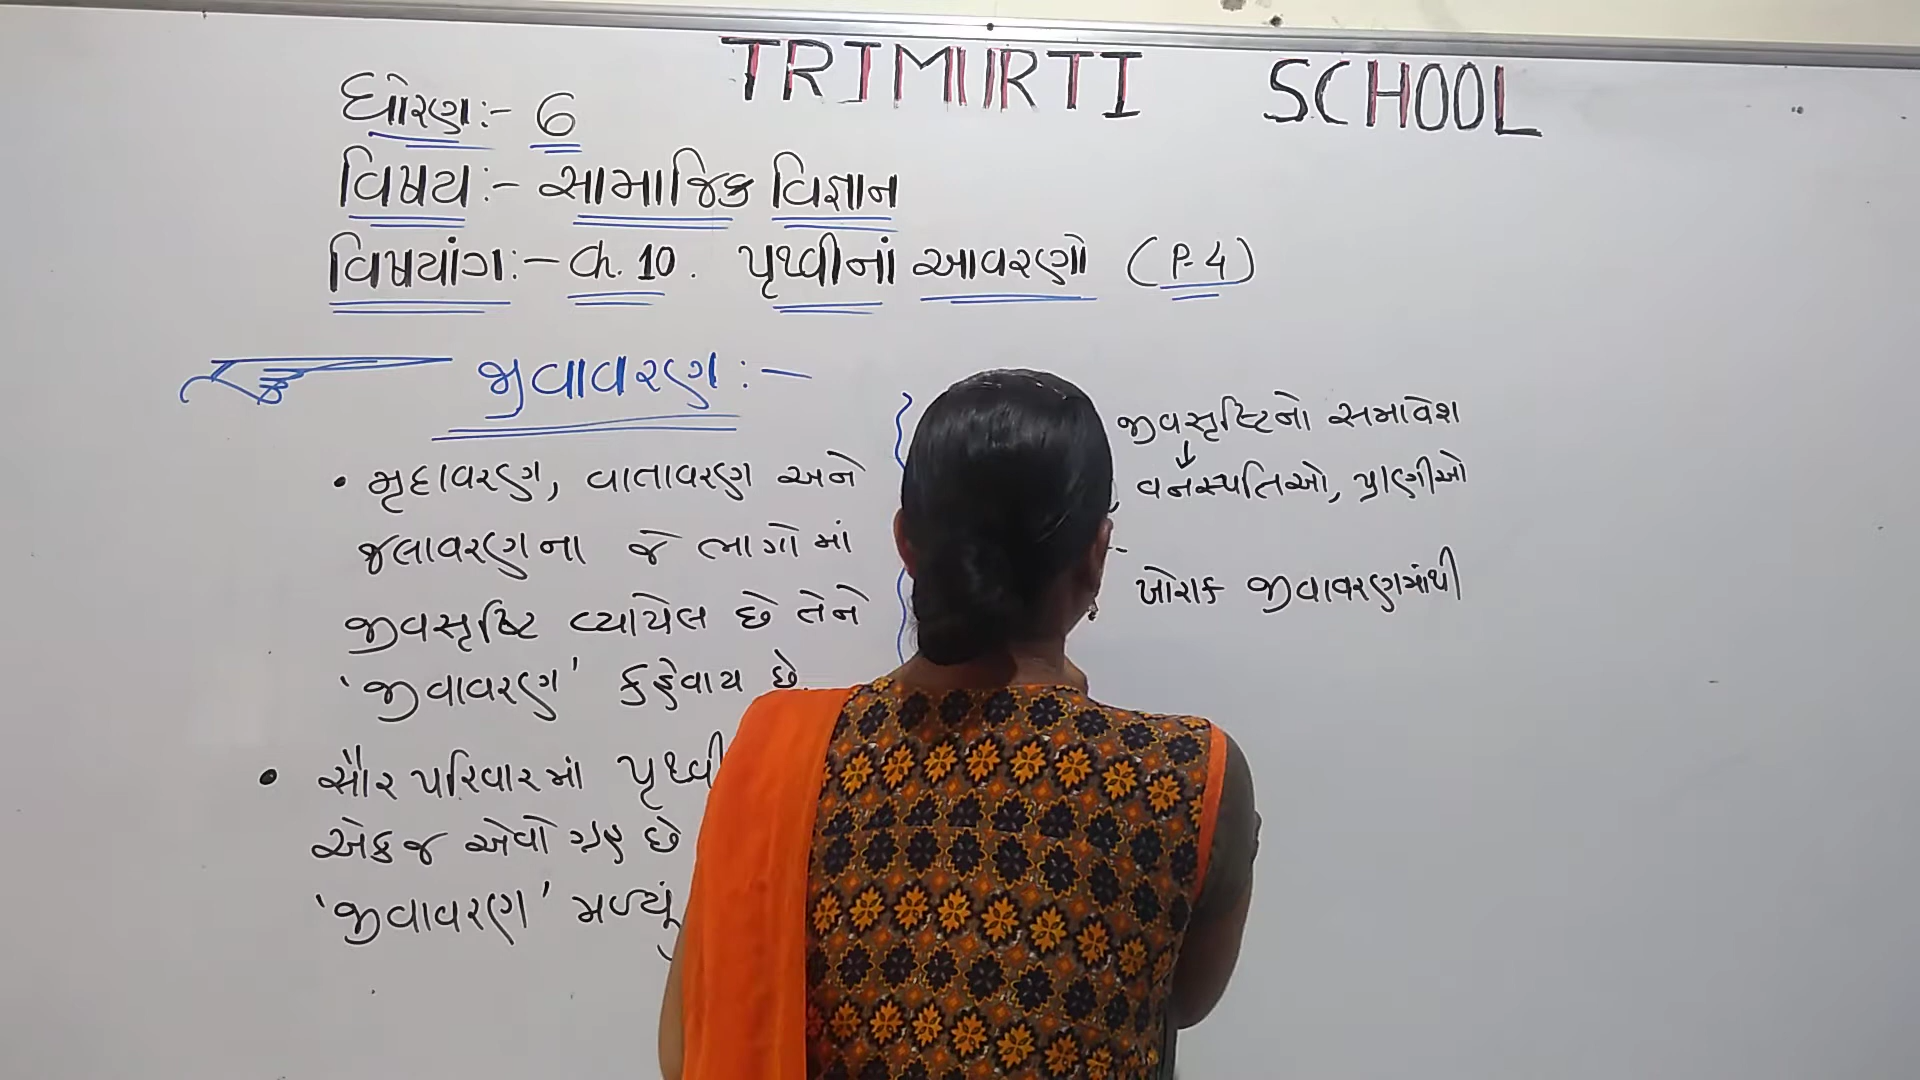 TRIMURTI SCHOOL
ધોરણ:- 6
વિષય:- સામાજિક વિજ્ઞાન
વિષયાંગ:- Ch. 10. પૃથ્વીનાં આવરણો (P-4)
જીવાવરણ:-
• મૃદાવરણ, વાતાવરણ અને
જલાવરણના જે ભાગોમાં
જીવસૃષ્ટિ વ્યાપેલ છે તેને
'જીવાવરણ' કહેવાય છે.
• સૌર પરિવારમાં પૃથ્વી
એક જ એવો ગ્રહ છે
'જીવાવરણ' મળ્યું
જીવસૃષ્ટિનો સમાવેશ
↓
વનસ્પતિઓ, પ્રાણીઓ
ખોરાક જીવાવરણમાંથી